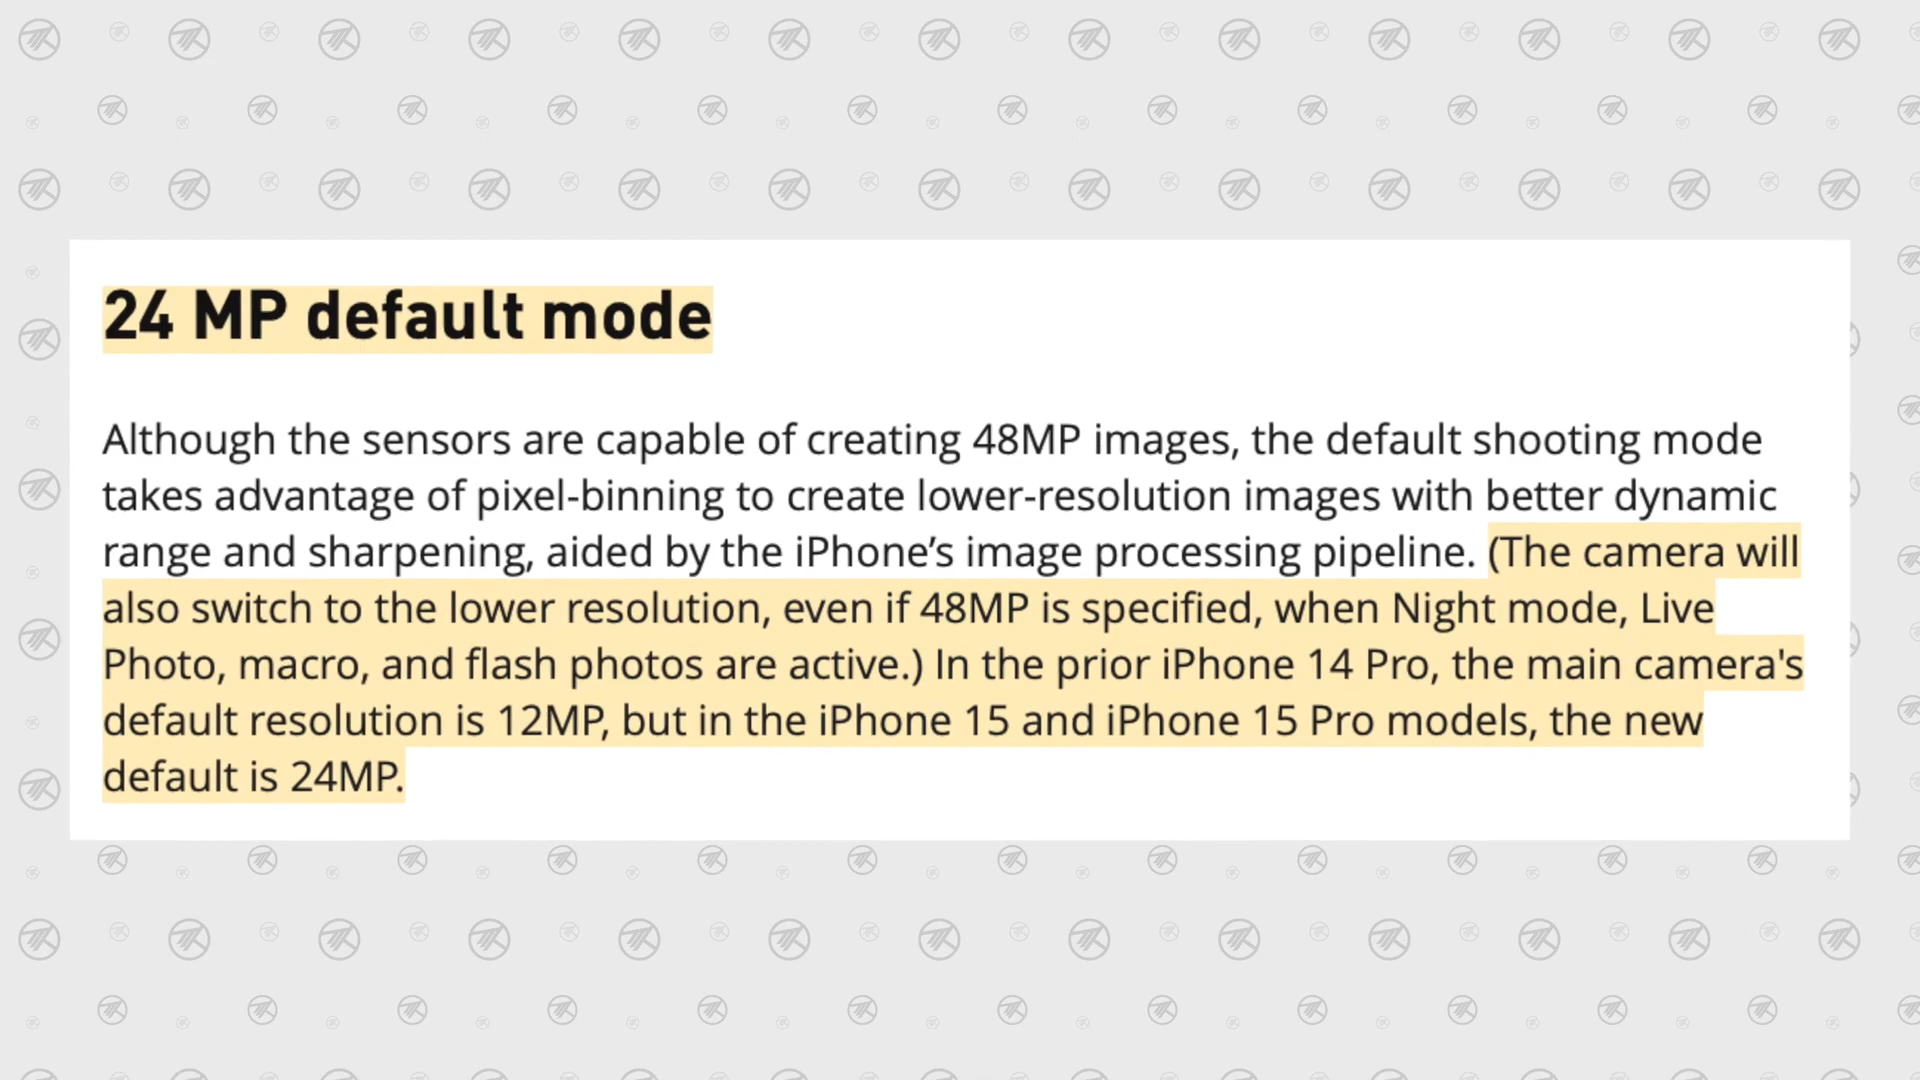 24 MP default mode
Although the sensors are capable of creating 48MP images, the default shooting mode
takes advantage of pixel-binning to create lower-resolution images with better dynamic
range and sharpening, aided by the iPhone’s image processing pipeline. (The camera will
also switch to the lower resolution, even if 48MP is specified, when Night mode, Live
Photo, macro, and flash photos are active.) In the prior iPhone 14 Pro, the main camera's
default resolution is 12MP, but in the iPhone 15 and iPhone 15 Pro models, the new
default is 24MP.